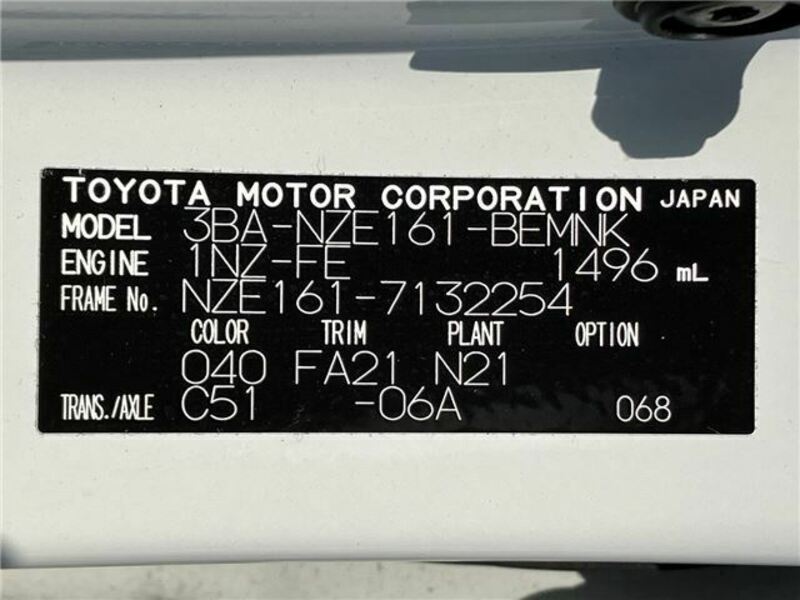 TOYOTA MOTOR CORPORATION JAPAN
MODEL 3BA-NZE161-BEMNK
ENGINE 1NZ-FE 1496 mL
FRAME No. NZE161-7132254
COLOR TRIM PLANT OPTION
040 FA21 N21
TRANS./AXLE C51 -06A 068